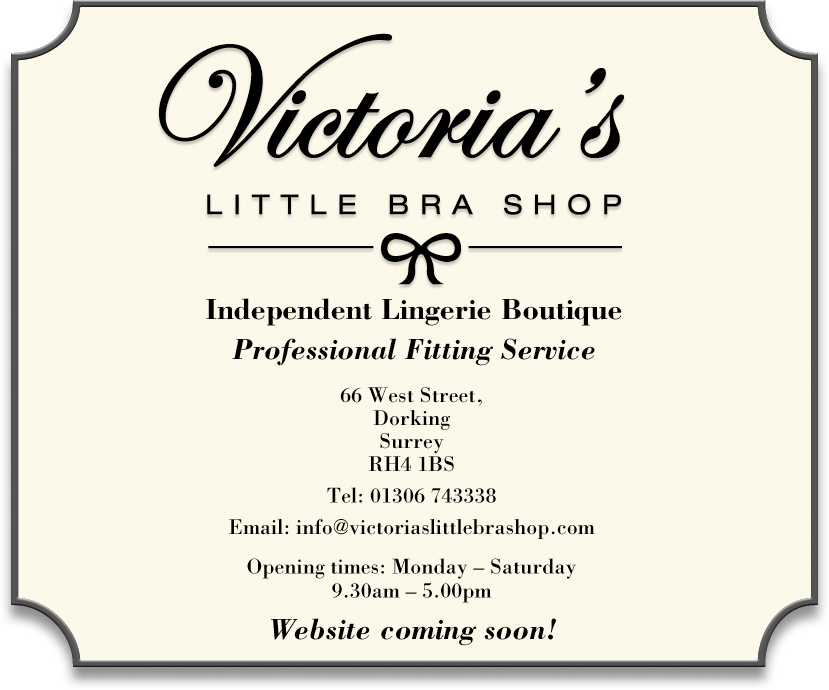 Victoria's
LITTLE BRA SHOP
Independent Lingerie Boutique
Professional Fitting Service
66 West Street,
Dorking
Surrey
RH4 1BS
Tel: 01306 743338
Email: info@victoriaslittlebrashop.com
Opening times: Monday – Saturday
9.30am – 5.00pm
Website coming soon!